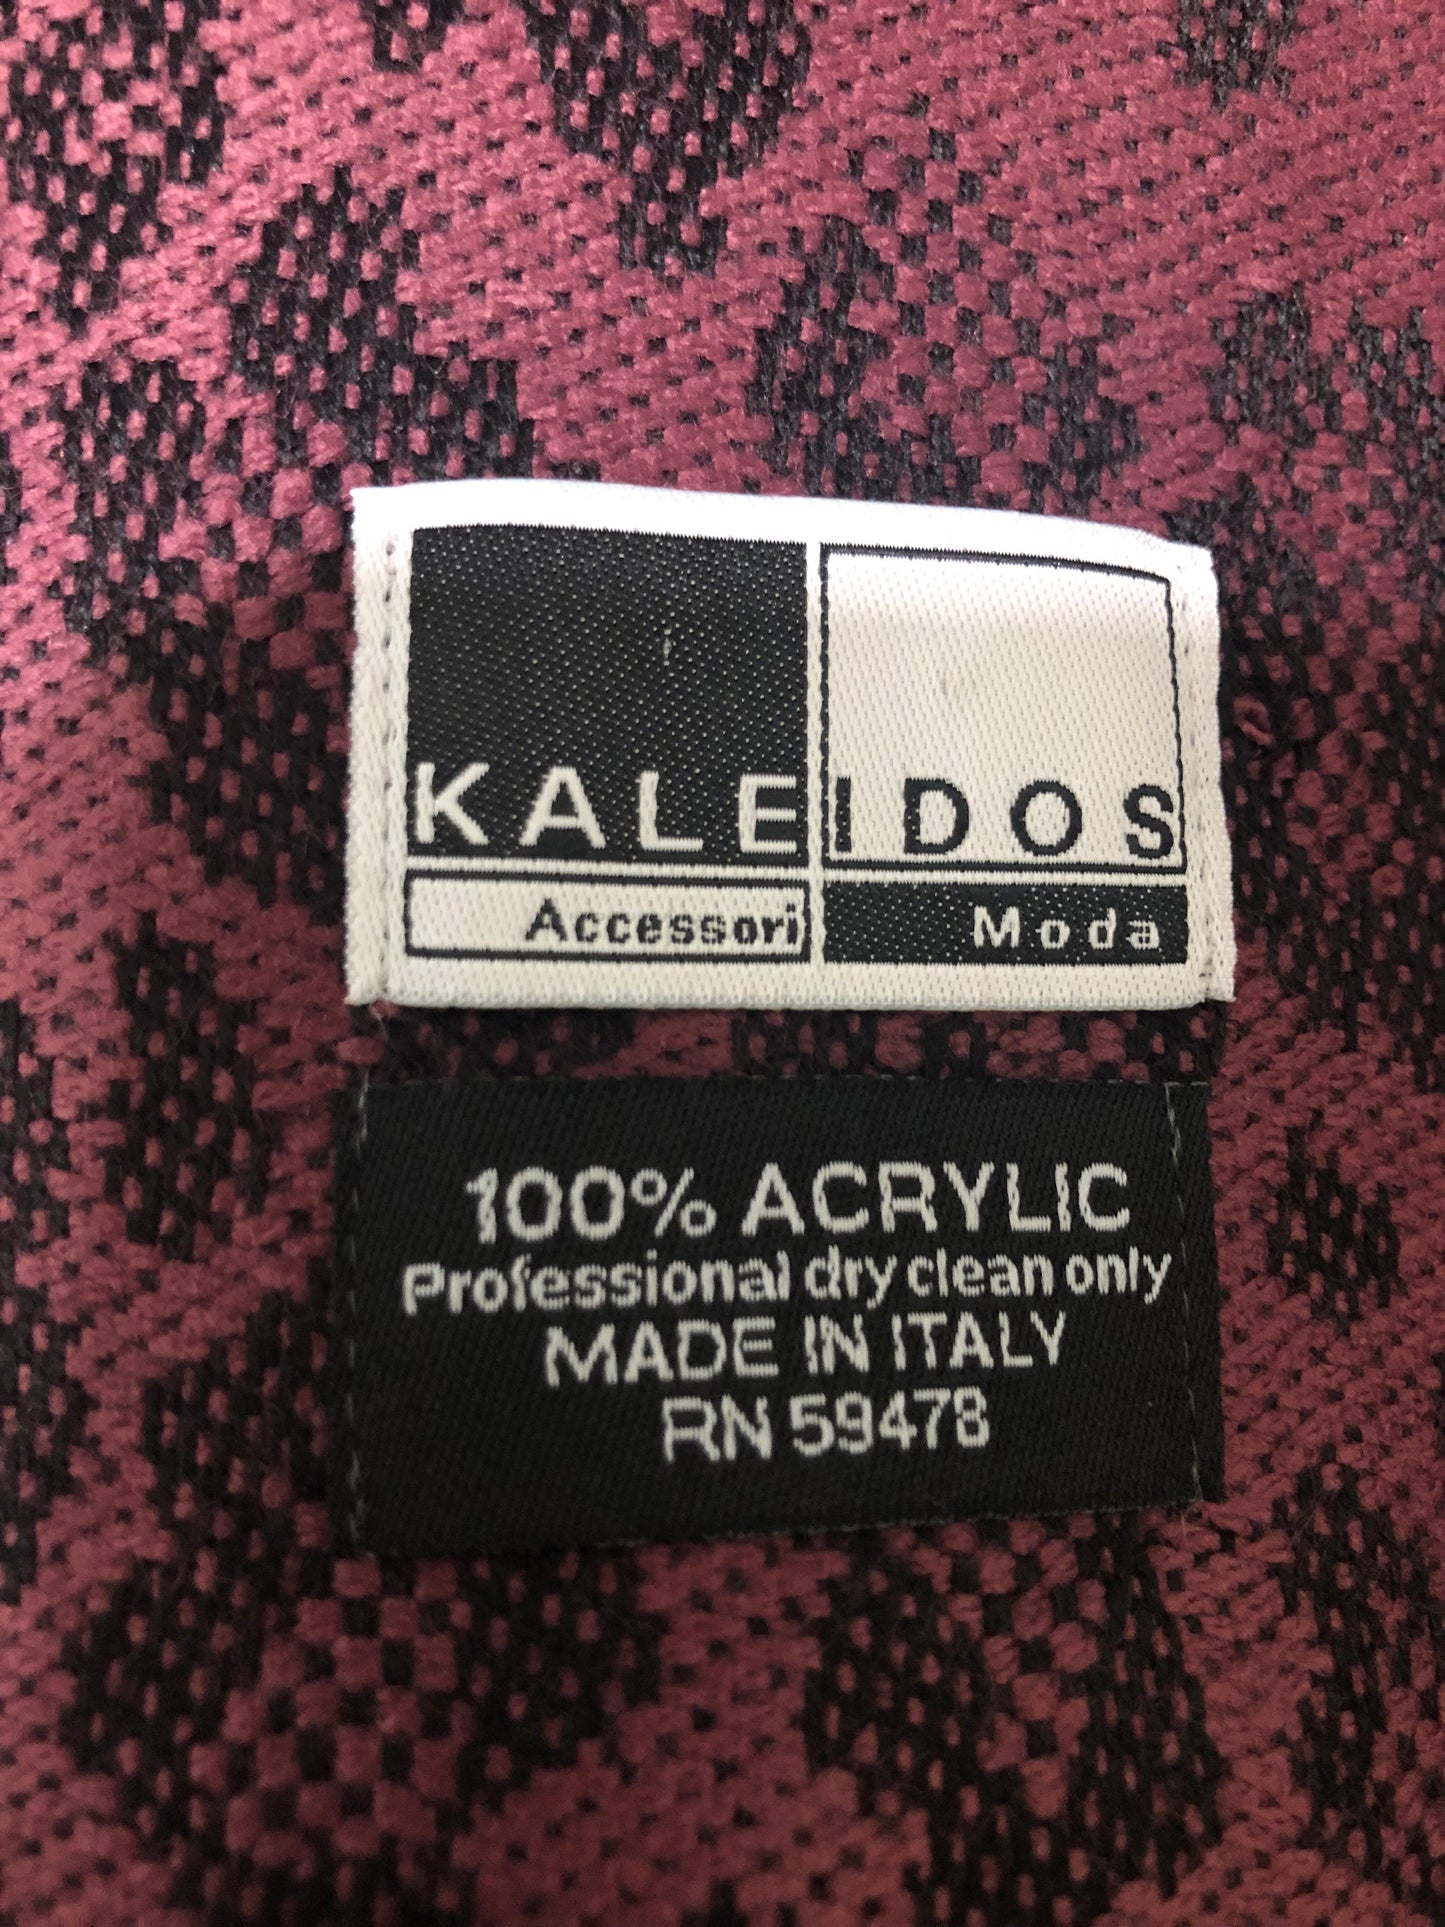 KALEIDOS
Accessori Moda
100% ACRYLIC
Professional dry clean only
MADE IN ITALY
RN 59478